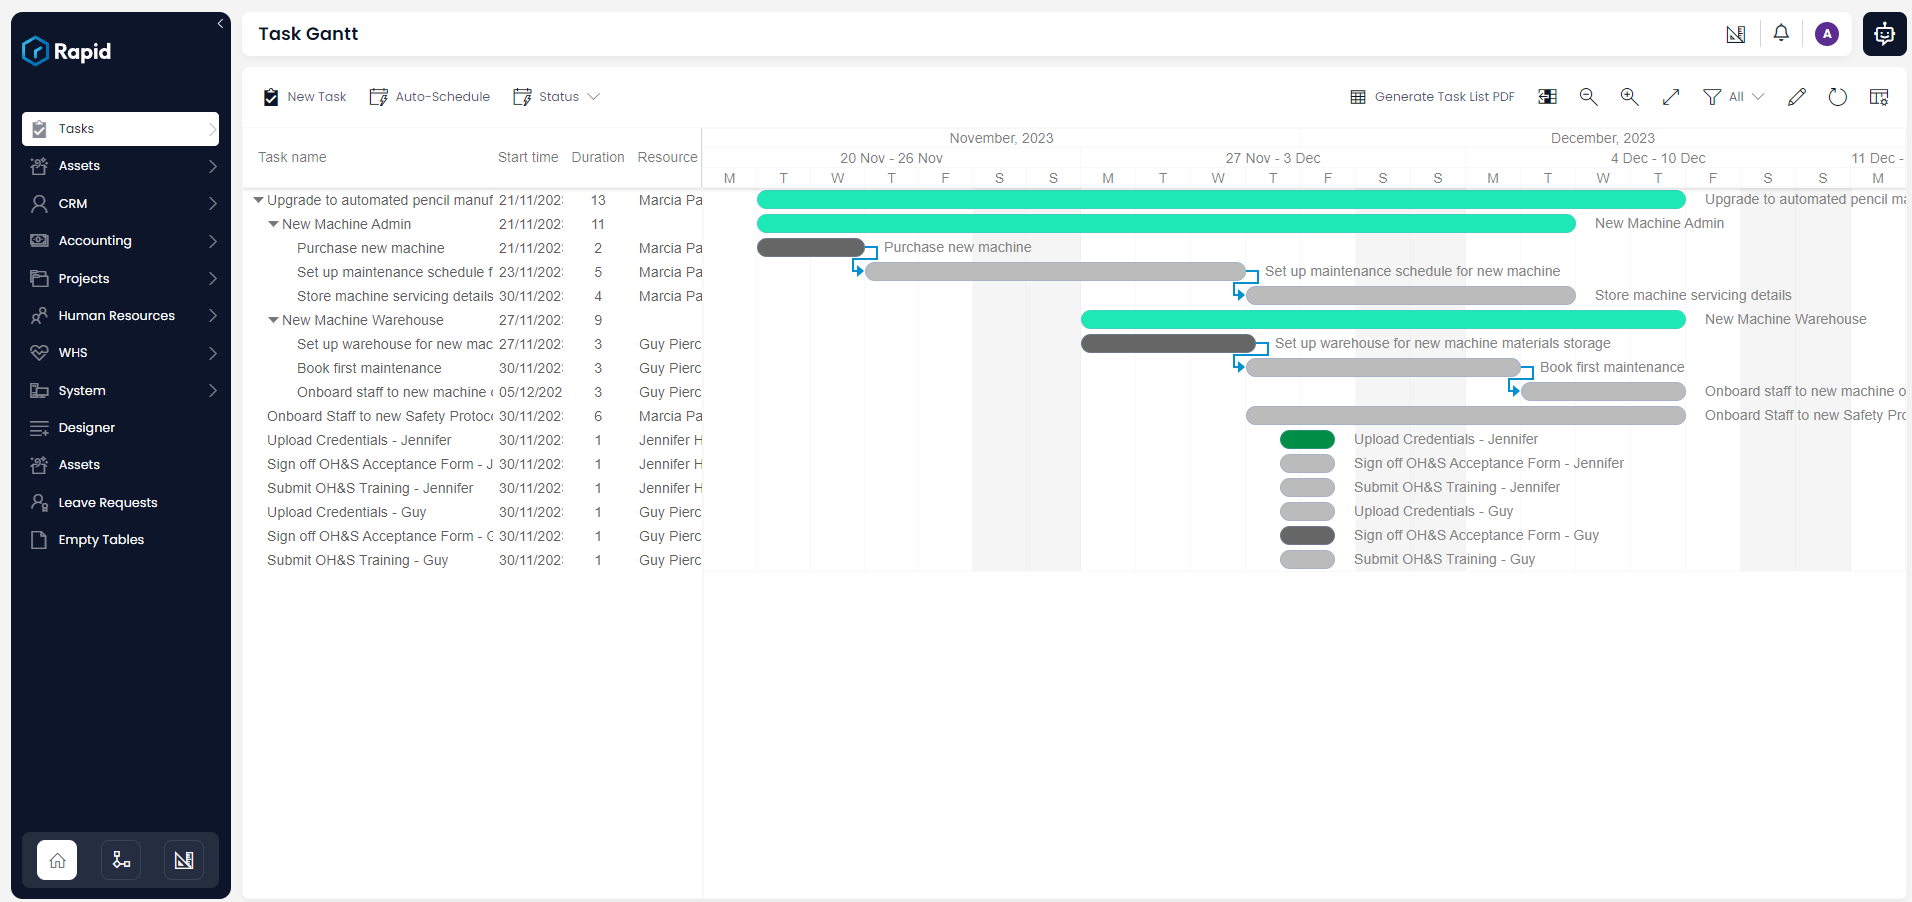 Rapid
Tasks
Assets
CRM
Accounting
Projects
Human Resources
WHS
System
Designer
Assets
Leave Requests
Empty Tables
Task Gantt
A
New Task Auto-Schedule Status Generate Task List PDF All
November, 2023 December, 2023
Task name Start time Duration Resource 20 Nov - 26 Nov 27 Nov - 3 Dec 4 Dec - 10 Dec 11 Dec -
M T W T F S S M T W T F S S M T W T F S S M
Upgrade to automated pencil manuf 21/11/202 13 Marcia Pa Upgrade to automated pencil
New Machine Admin 21/11/202 11 New Machine Admin
Purchase new machine 21/11/202 2 Marcia Pa Purchase new machine
Set up maintenance schedule f 23/11/202 5 Marcia Pa Set up maintenance schedule for new machine
Store machine servicing details 30/11/202 4 Marcia Pa Store machine servicing details
New Machine Warehouse 27/11/202 9 New Machine Warehouse
Set up warehouse for new mac 27/11/202 3 Guy Pierc Set up warehouse for new machine materials storage
Book first maintenance 30/11/202 3 Guy Pierc Book first maintenance
Onboard staff to new machine 05/12/202 3 Guy Pierc Onboard staff to new machine o
Onboard Staff to new Safety Protoc 30/11/202 6 Marcia Pa Onboard Staff to new Safety Pro
Upload Credentials - Jennifer 30/11/202 1 Jennifer H Upload Credentials - Jennifer
Sign off OH&S Acceptance Form - J 30/11/202 1 Jennifer H Sign off OH&S Acceptance Form - Jennifer
Submit OH&S Training - Jennifer 30/11/202 1 Jennifer H Submit OH&S Training - Jennifer
Upload Credentials - Guy 30/11/202 1 Guy Pierc Upload Credentials - Guy
Sign off OH&S Acceptance Form - G 30/11/202 1 Guy Pierc Sign off OH&S Acceptance Form - Guy
Submit OH&S Training - Guy 30/11/202 1 Guy Pierc Submit OH&S Training - Guy